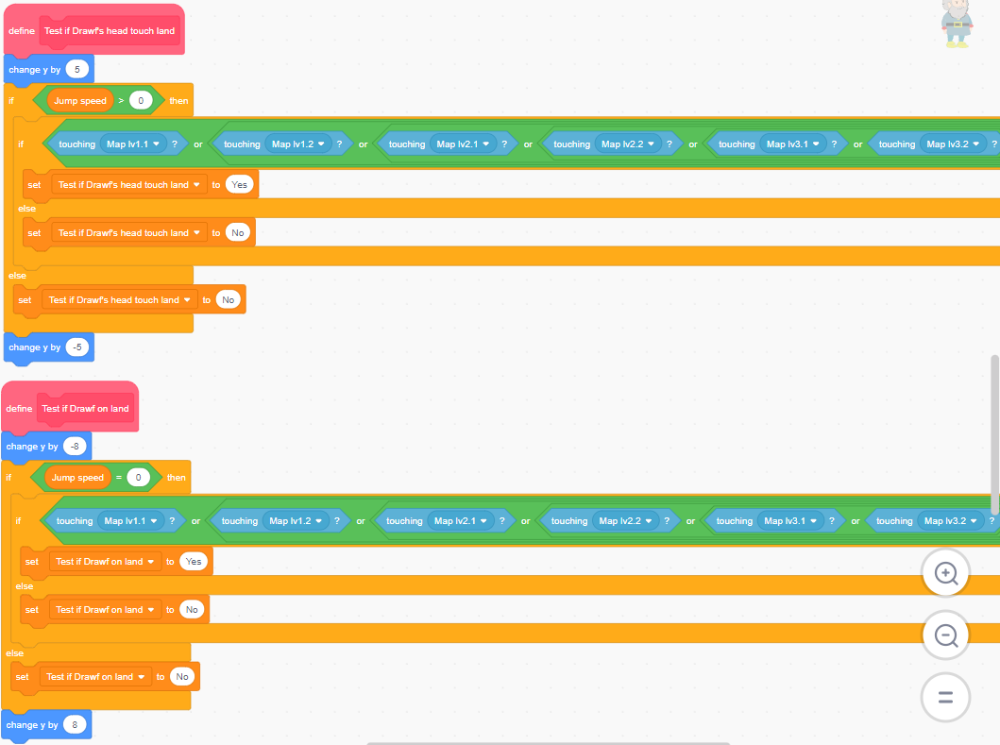 define Test if Drawf's head touch land
change y by 5
if Jump speed > 0 then
if touching Map lv1.1 ? or touching Map lv1.2 ? or touching Map lv2.1 ? or touching Map lv2.2 ? or touching Map lv3.1 ? or touching Map lv3.2 ?
set Test if Drawf's head touch land to Yes
else
set Test if Drawf's head touch land to No
else
set Test if Drawf's head touch land to No
change y by -5
define Test if Drawf on land
change y by -8
if Jump speed = 0 then
if touching Map lv1.1 ? or touching Map lv1.2 ? or touching Map lv2.1 ? or touching Map lv2.2 ? or touching Map lv3.1 ? or touching Map lv3.2 ?
set Test if Drawf on land to Yes
else
set Test if Drawf on land to No
else
set Test if Drawf on land to No
change y by 8